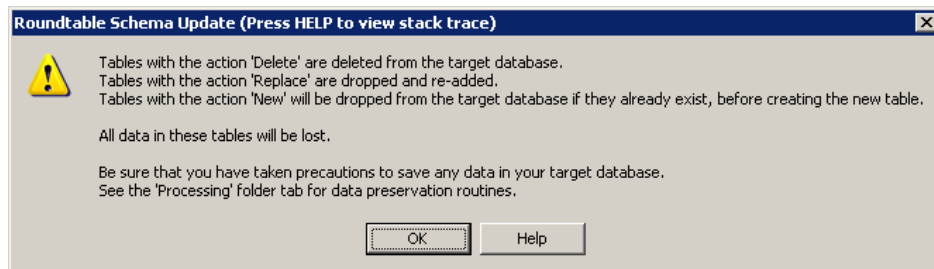 Roundtable Schema Update (Press HELP to view stack trace)
Tables with the action 'Delete' are deleted from the target database.
Tables with the action 'Replace' are dropped and re-added.
Tables with the action 'New' will be dropped from the target database if they already exist, before creating the new table.
All data in these tables will be lost.
Be sure that you have taken precautions to save any data in your target database.
See the 'Processing' folder tab for data preservation routines.
OK
Help